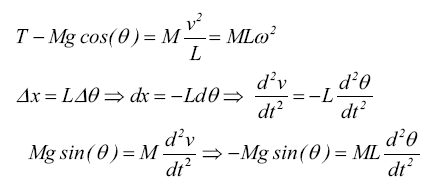 T − Mg cos(θ) = M v²/L = MLω²
Δx = LΔθ ⇒ dx = −Ldθ ⇒ d²v/dt² = −L d²θ/dt²
Mg sin(θ) = M d²v/dt² ⇒ −Mg sin(θ) = ML d²θ/dt²